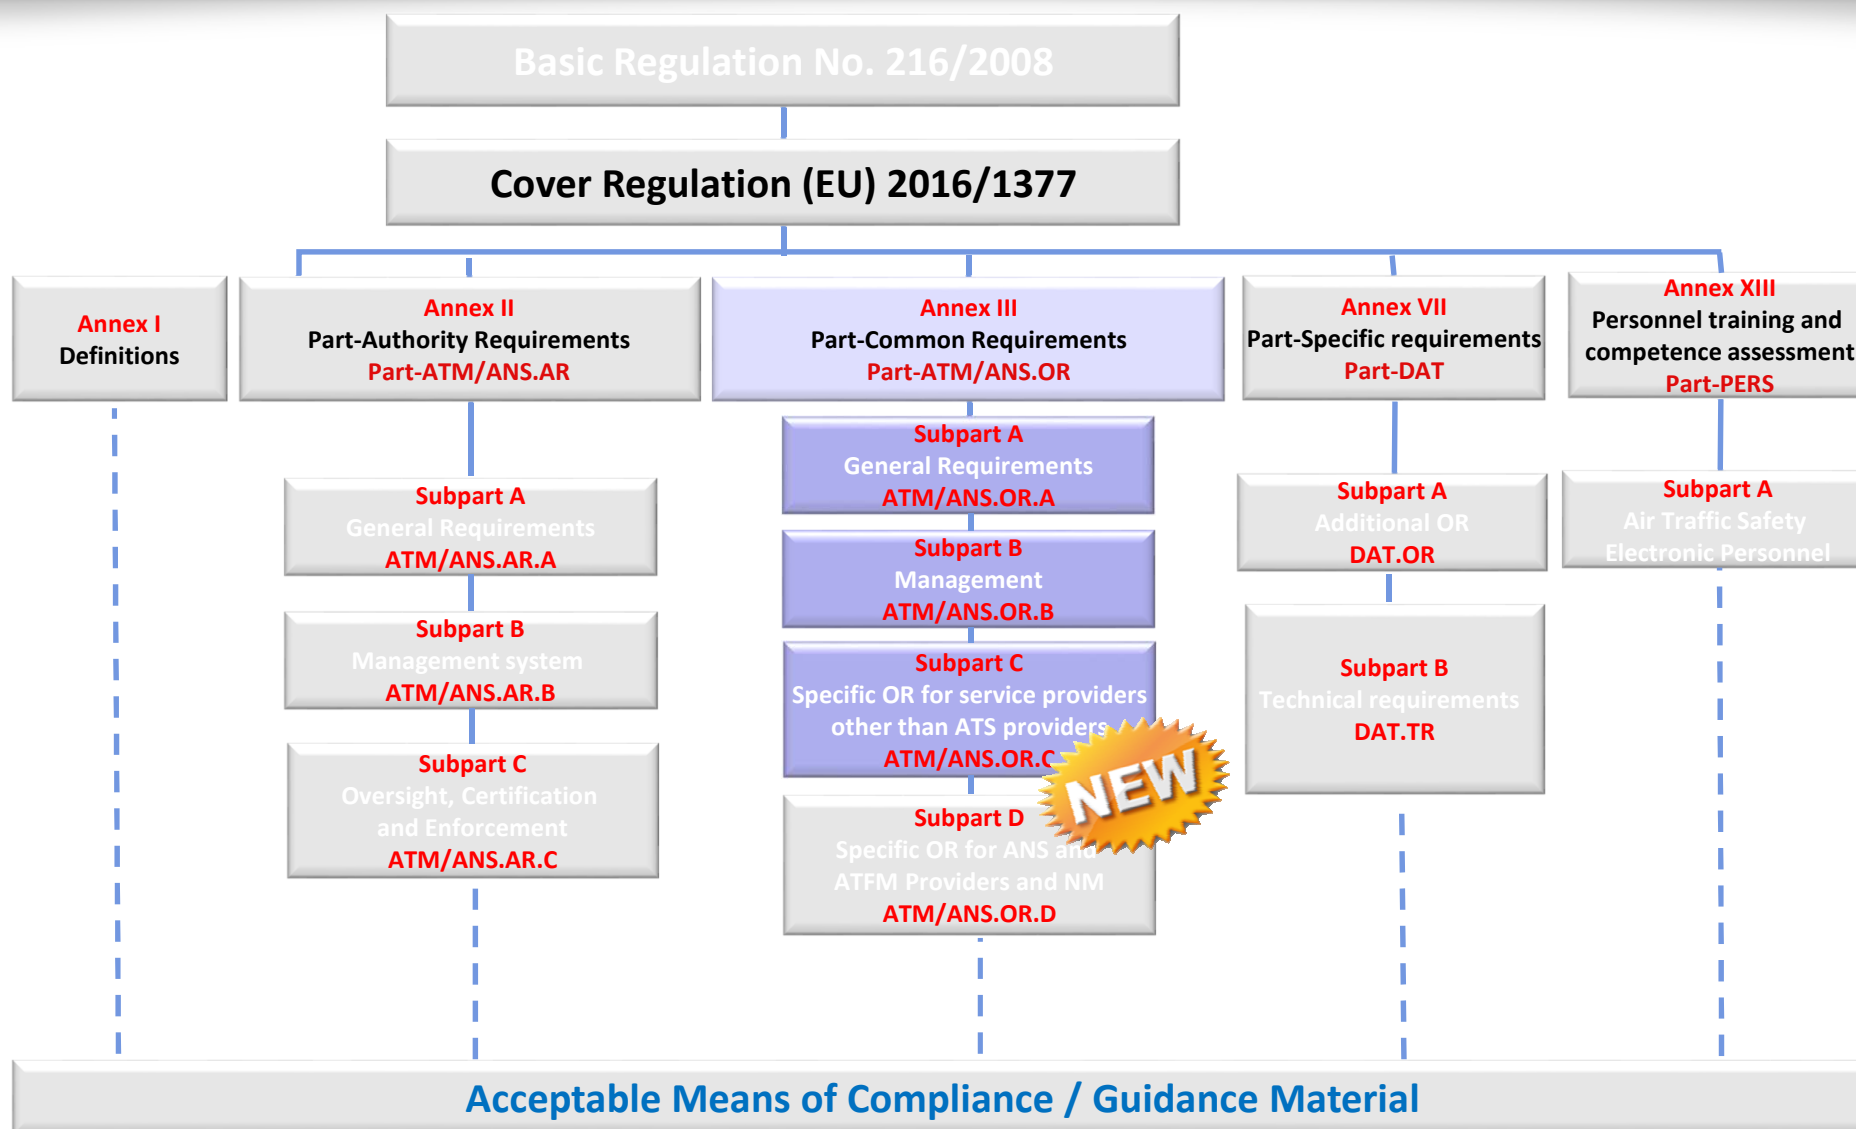 Basic Regulation No. 216/2008
Cover Regulation (EU) 2016/1377
Annex I
Definitions
Annex II
Part-Authority Requirements
Part-ATM/ANS.AR
Annex III
Part-Common Requirements
Part-ATM/ANS.OR
Annex VII
Part-Specific requirements
Part-DAT
Annex XIII
Personnel training and
competence assessment
Part-PERS
Subpart A
General Requirements
ATM/ANS.AR.A
Subpart B
Management system
ATM/ANS.AR.B
Subpart C
Oversight, Certification
and Enforcement
ATM/ANS.AR.C
Subpart A
General Requirements
ATM/ANS.OR.A
Subpart B
Management
ATM/ANS.OR.B
Subpart C
Specific OR for service providers
other than ATS providers
ATM/ANS.OR.C
NEW
Subpart D
Specific OR for ANS and
ATFM Providers and NM
ATM/ANS.OR.D
Subpart A
Additional OR
DAT.OR
Subpart B
Technical requirements
DAT.TR
Subpart A
Air Traffic Safety
Electronic Personnel
Acceptable Means of Compliance / Guidance Material